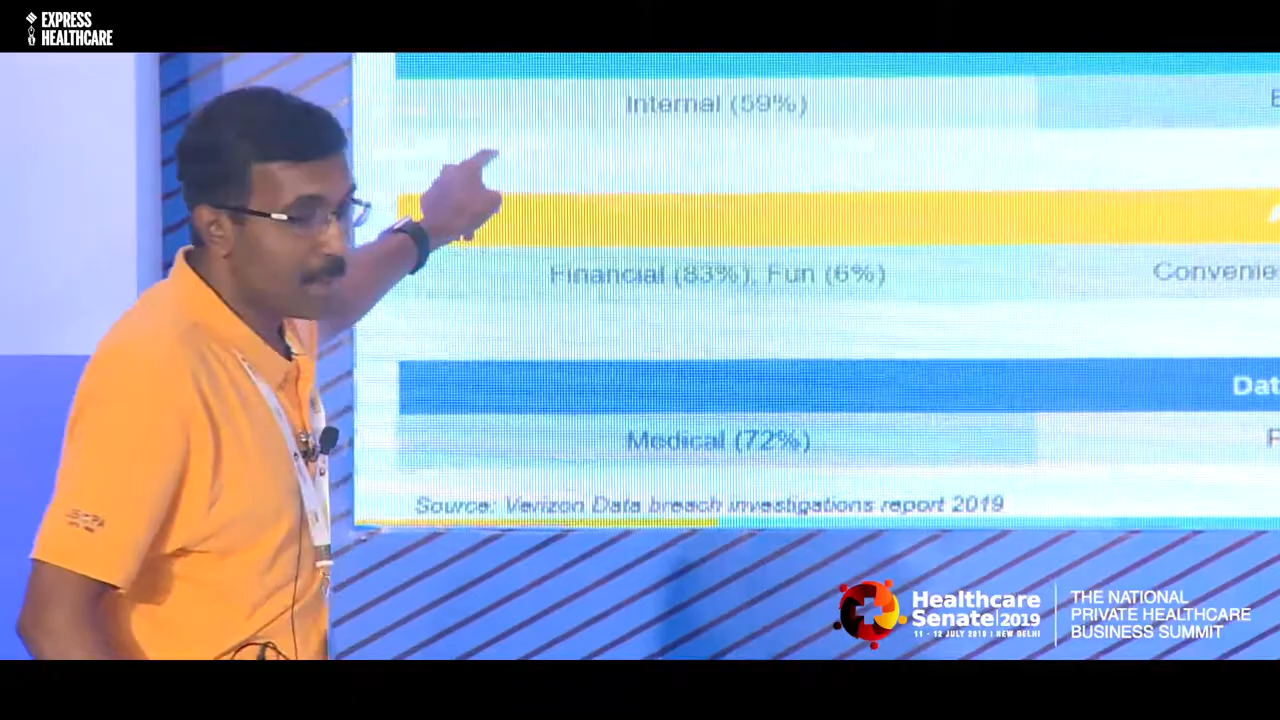 EXPRESS
HEALTHCARE
Internal (59%)
Financial (83%), Fun (6%)
Medical (72%)
Source: Verizon Data breach investigations report 2019
Healthcare
Senate|2019
11 - 12 JULY 2019 | NEW DELHI
THE NATIONAL
PRIVATE HEALTHCARE
BUSINESS SUMMIT